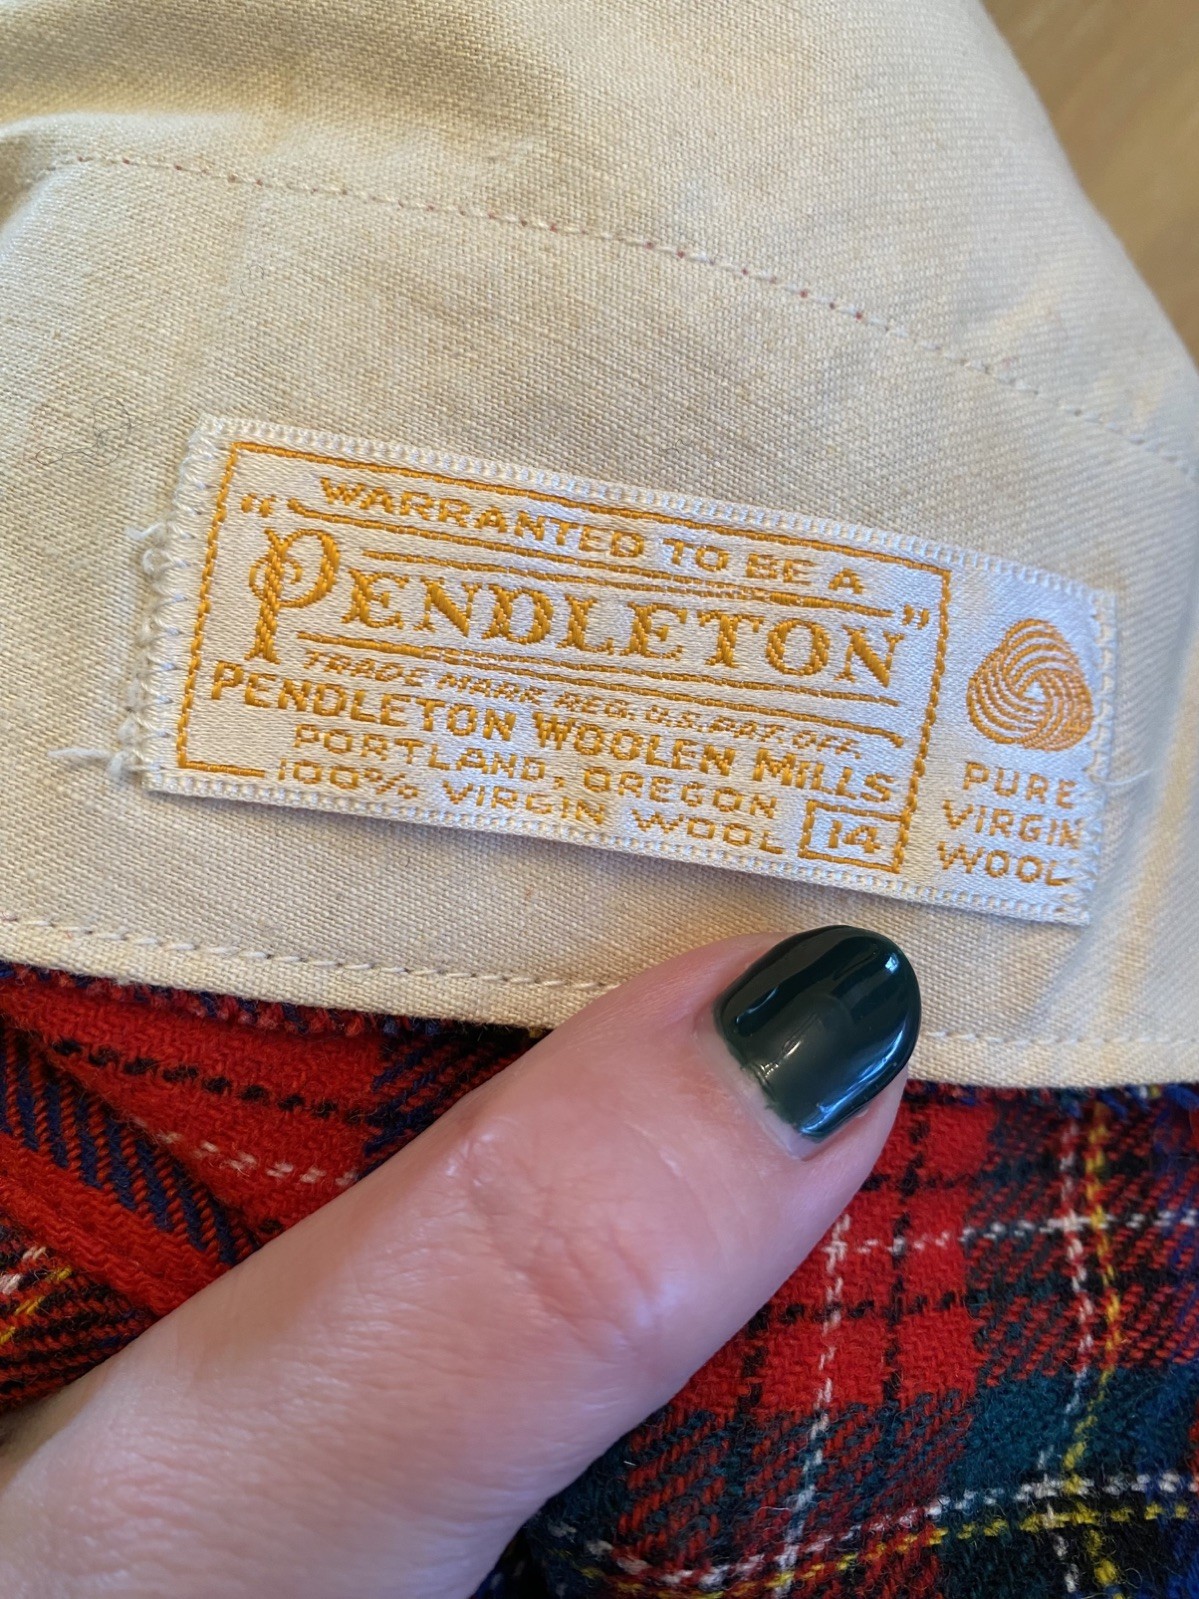 WARRANTED TO BE A
"PENDLETON"
TRADE MARK REG. U.S. PAT. OFF.
PENDLETON WOOLEN MILLS
PORTLAND, OREGON
100% VIRGIN WOOL
14
PURE
VIRGIN
WOOL